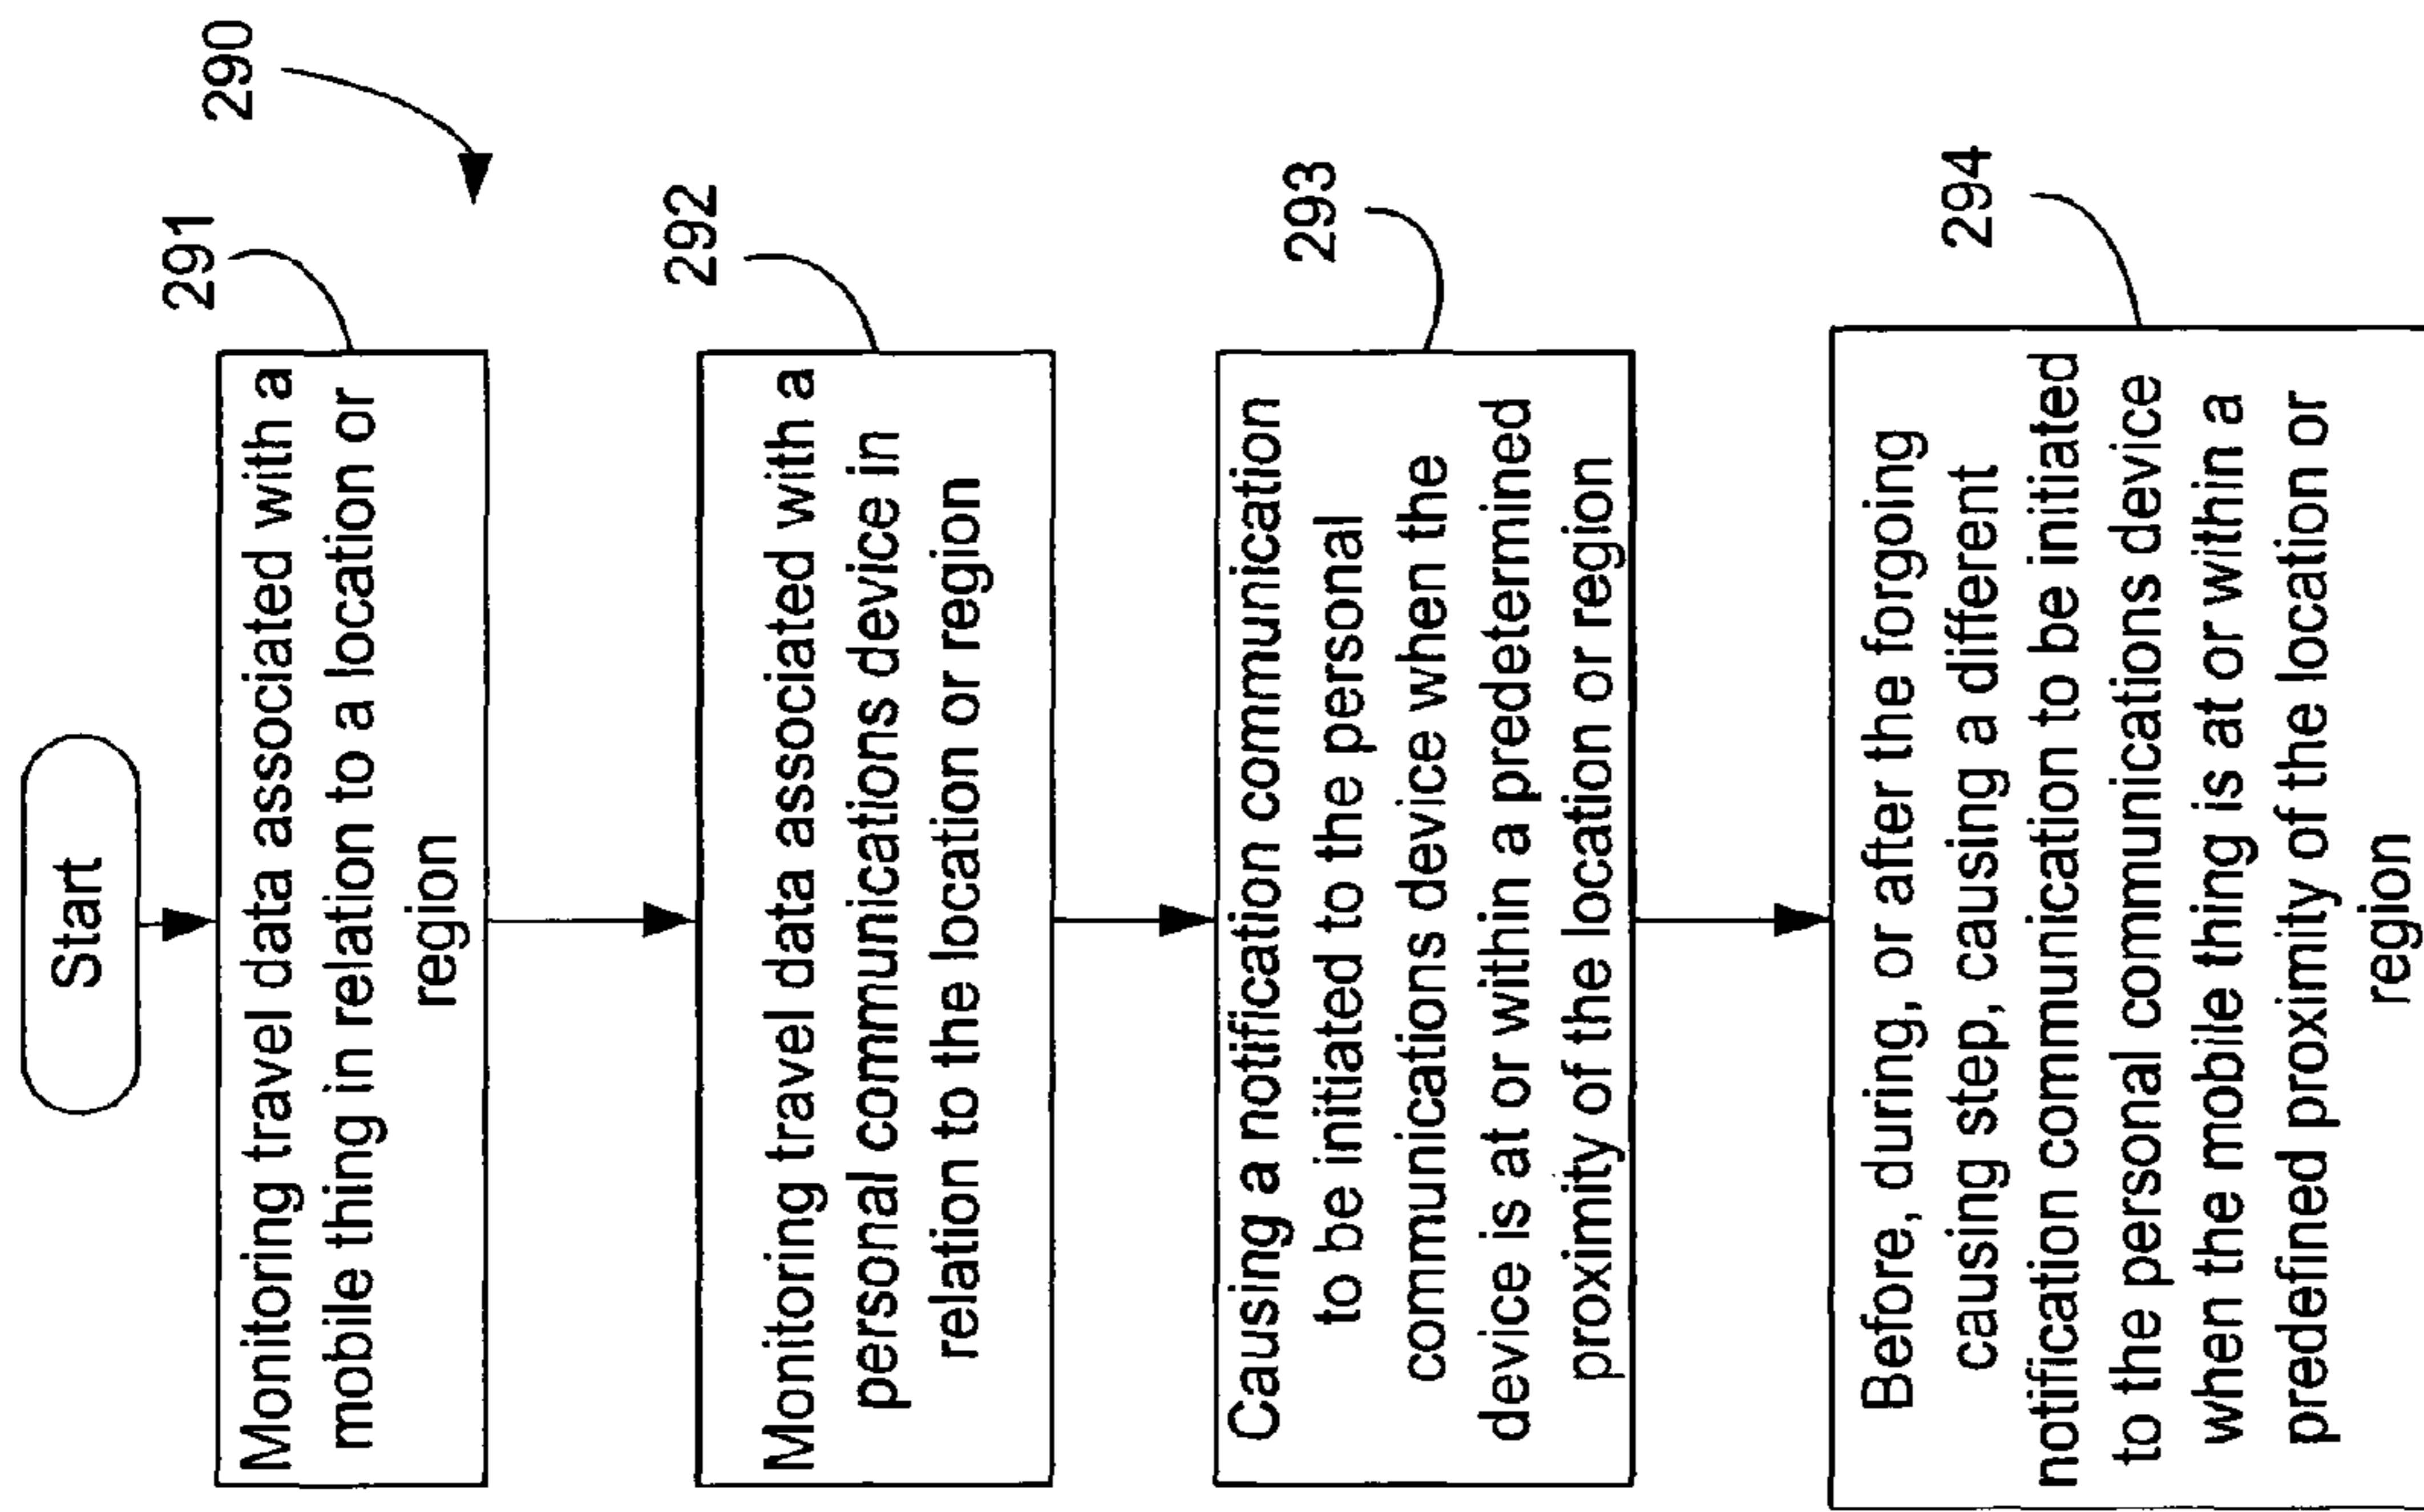 290
Start
291
Monitoring travel data associated with a
mobile thing in relation to a location or
region
292
Monitoring travel data associated with a
personal communications device in
relation to the location or region
293
Causing a notification communication
to be initiated to the personal
communications device when the
device is at or within a predetermined
proximity of the location or region
294
Before, during, or after the forgoing
causing step, causing a different
notification communication to be initiated
to the personal communications device
when the mobile thing is at or within a
predefined proximity of the location or
region